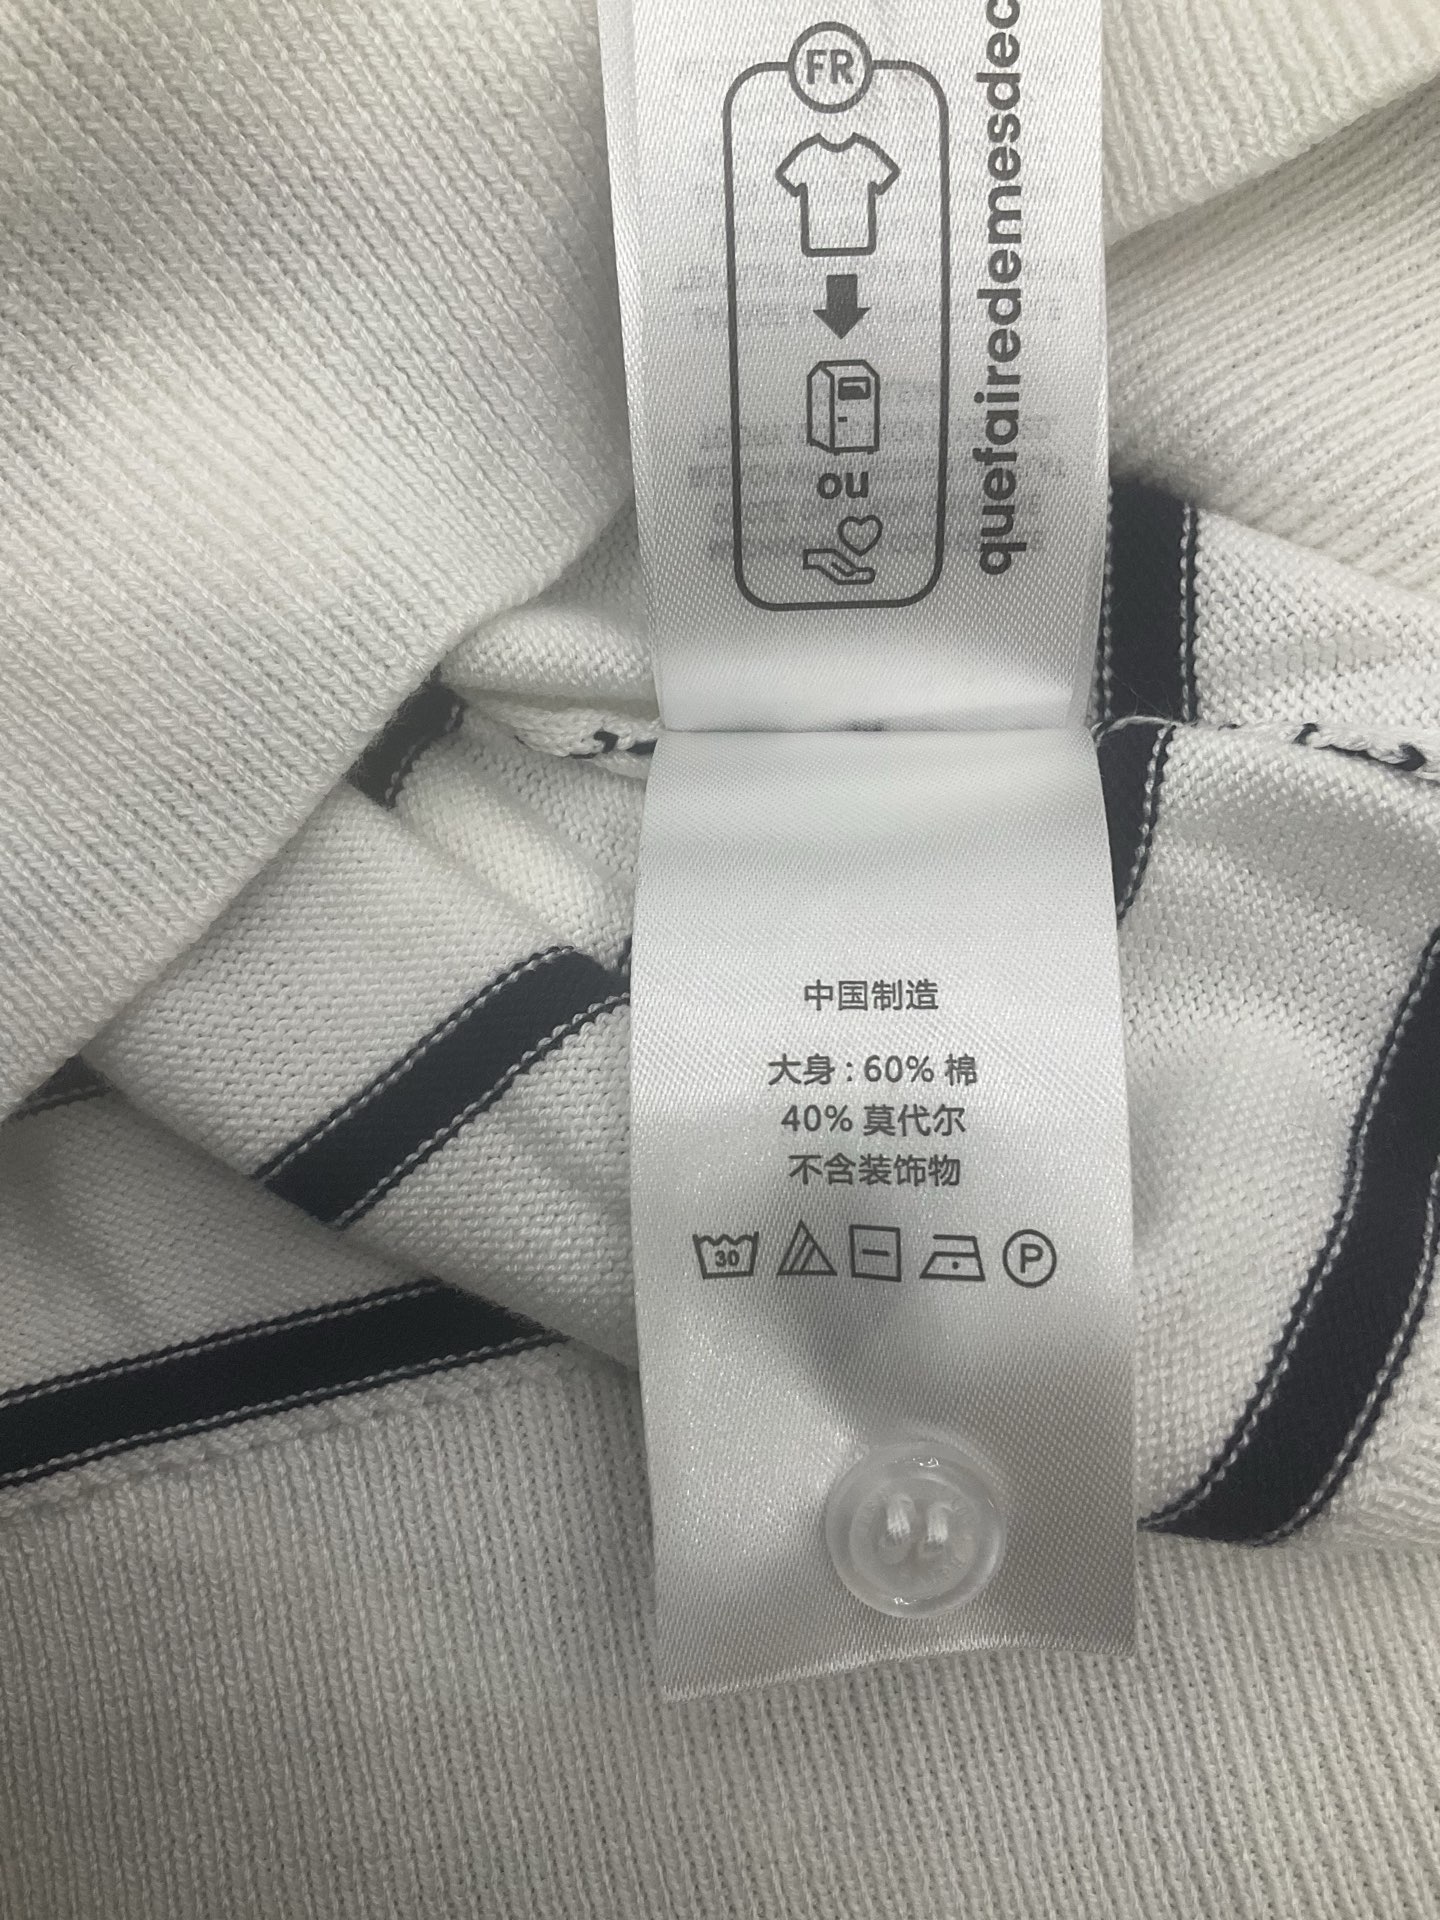 FR
OU
quefairedemesdec
中国制造
大身 : 60% 棉
40% 莫代尔
不含装饰物
30
P